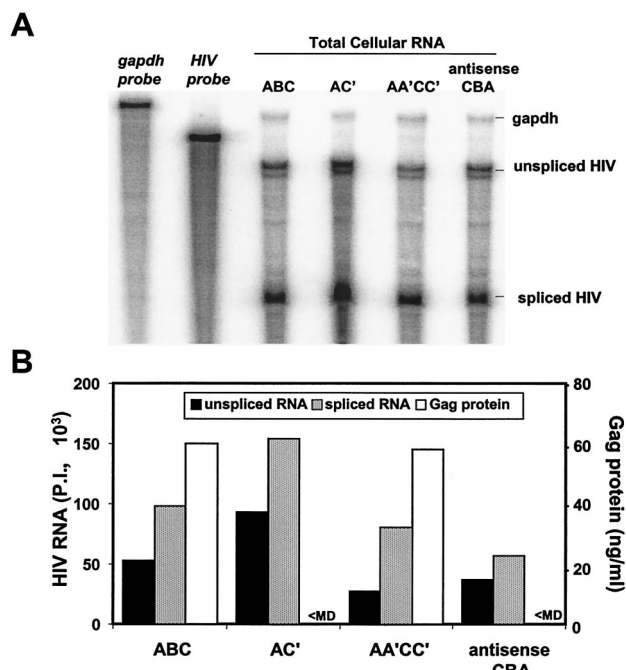 A
Total Cellular RNA
gapdh probe
HIV probe
ABC
AC'
AA'CC'
antisense CBA
gapdh
unspliced HIV
spliced HIV
B
HIV RNA (P.I., 10³)
200
150
100
50
0
unspliced RNA
spliced RNA
Gag protein
<MD
<MD
80
60
40
20
0
Gag protein (ng/ml)
ABC
AC'
AA'CC'
antisense
CBA